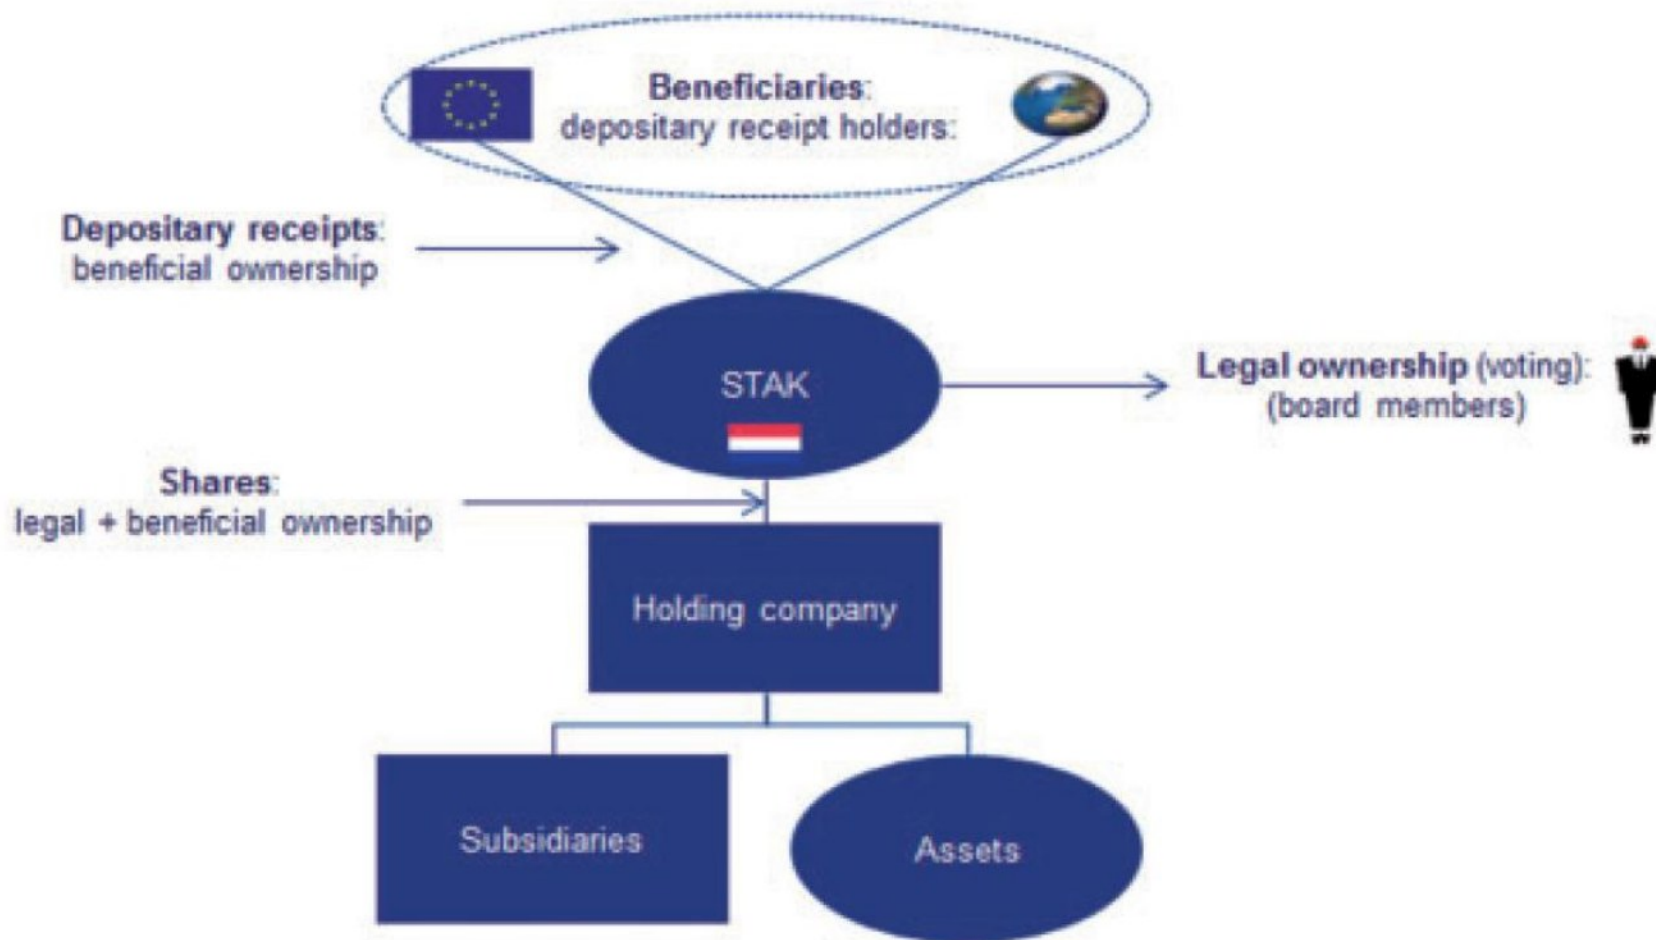 Beneficiaries:
depositary receipt holders:
Depositary receipts:
beneficial ownership
STAK
Legal ownership (voting):
(board members)
Shares:
legal + beneficial ownership
Holding company
Subsidiaries
Assets